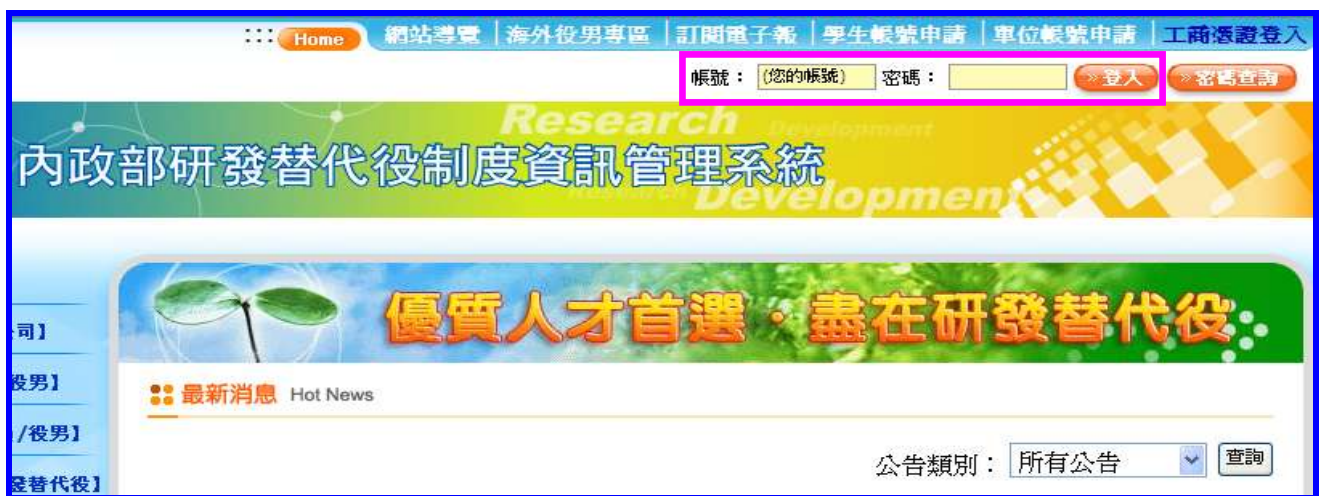 Home 網站導覽│海外役男專區│訂閱電子報│學生帳號申請│單位帳號申請│工商憑證登入
帳號： (您的帳號) 密碼： »登入 »密碼查詢
Research Development
內政部研發替代役制度資訊管理系統
Research Development
優質人才首選‧盡在研發替代役
司】
役男】
最新消息 Hot News
/役男】
公告類別： 所有公告 查詢
發替代役】